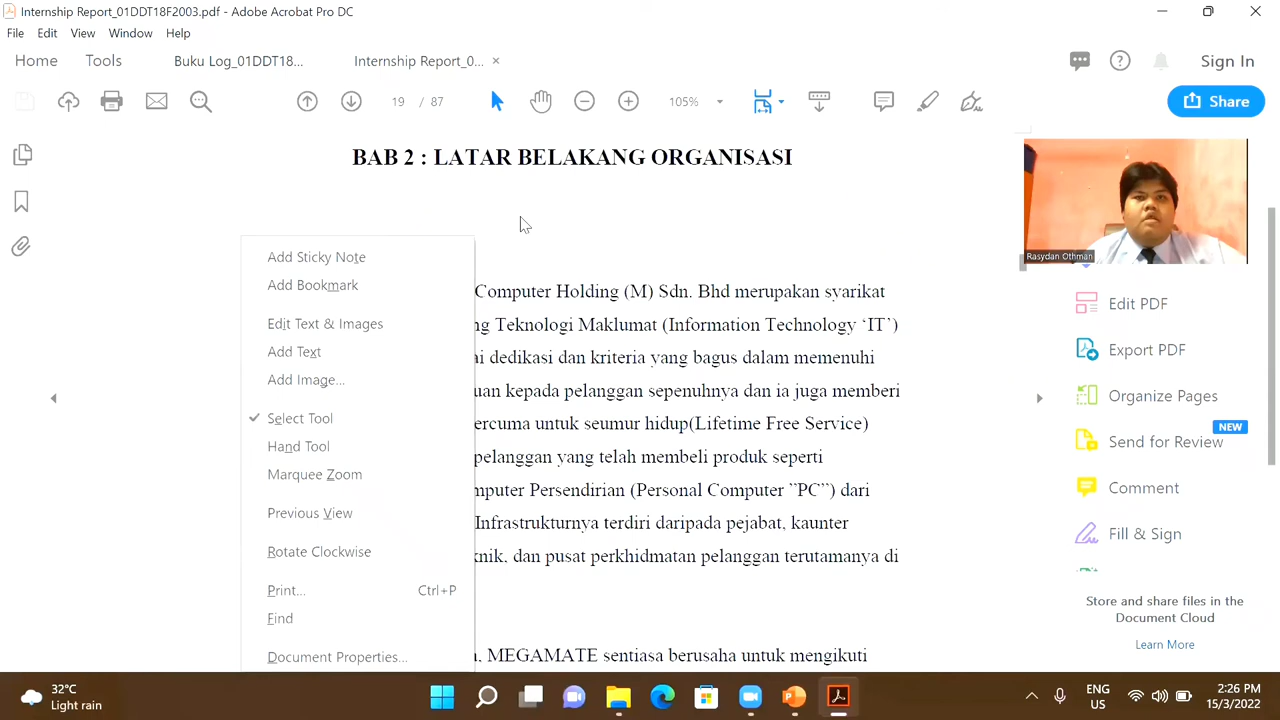 Internship Report_01DDT18F2003.pdf - Adobe Acrobat Pro DC
File Edit View Window Help
Home Tools Buku Log_01DDT18... Internship Report_0... ×
19 / 87 105% Share
Sign In
BAB 2 : LATAR BELAKANG ORGANISASI
Rasydan Othman
Add Sticky Note
Add Bookmark
Edit Text & Images
Add Text
Add Image...
Select Tool
Hand Tool
Marquee Zoom
Previous View
Rotate Clockwise
Print... Ctrl+P
Find
Document Properties...
Computer Holding (M) Sdn. Bhd merupakan syarikat
ng Teknologi Maklumat (Information Technology ‘IT’)
ai dedikasi dan kriteria yang bagus dalam memenuhi
uan kepada pelanggan sepenuhnya dan ia juga memberi
ercuma untuk seumur hidup(Lifetime Free Service)
pelanggan yang telah membeli produk seperti
mputer Persendirian (Personal Computer ”PC”) dari
Infrastrukturnya terdiri daripada pejabat, kaunter
knik, dan pusat perkhidmatan pelanggan terutamanya di
, MEGAMATE sentiasa berusaha untuk mengikuti
Edit PDF
Export PDF
Organize Pages
NEW
Send for Review
Comment
Fill & Sign
Store and share files in the
Document Cloud
Learn More
32°C
Light rain
ENG
US
2:26 PM
15/3/2022